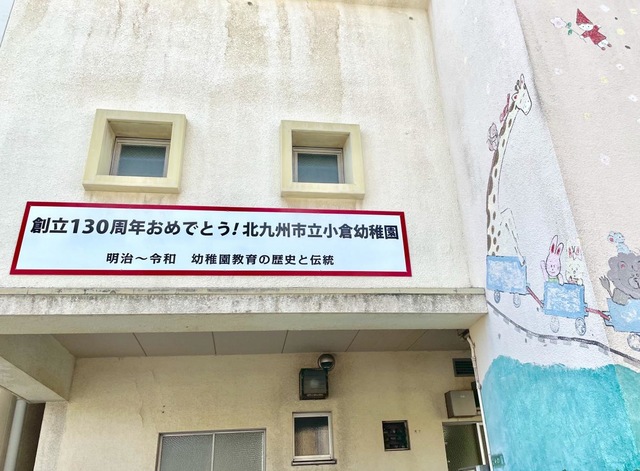 創立130周年おめでとう!北九州市立小倉幼稚園
明治～令和 幼稚園教育の歴史と伝統